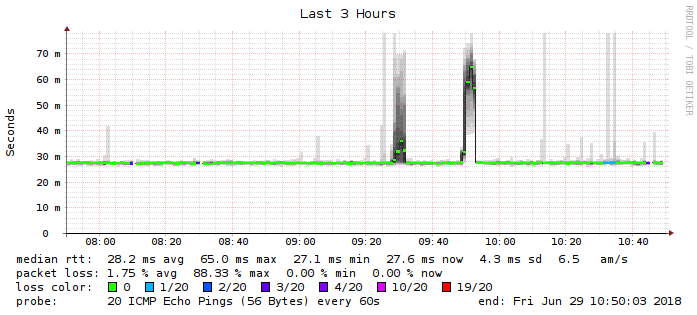 Last 3 Hours
RRDTOOL / TOBI OETIKER
Seconds
70 m
60 m
50 m
40 m
30 m
20 m
10 m
0
08:00 08:20 08:40 09:00 09:20 09:40 10:00 10:20 10:40
median rtt: 28.2 ms avg 65.0 ms max 27.1 ms min 27.6 ms now 4.3 ms sd 6.5 am/s
packet loss: 1.75 % avg 88.33 % max 0.00 % min 0.00 % now
loss color: 0 1/20 2/20 3/20 4/20 10/20 19/20
probe: 20 ICMP Echo Pings (56 Bytes) every 60s end: Fri Jun 29 10:50:03 2018